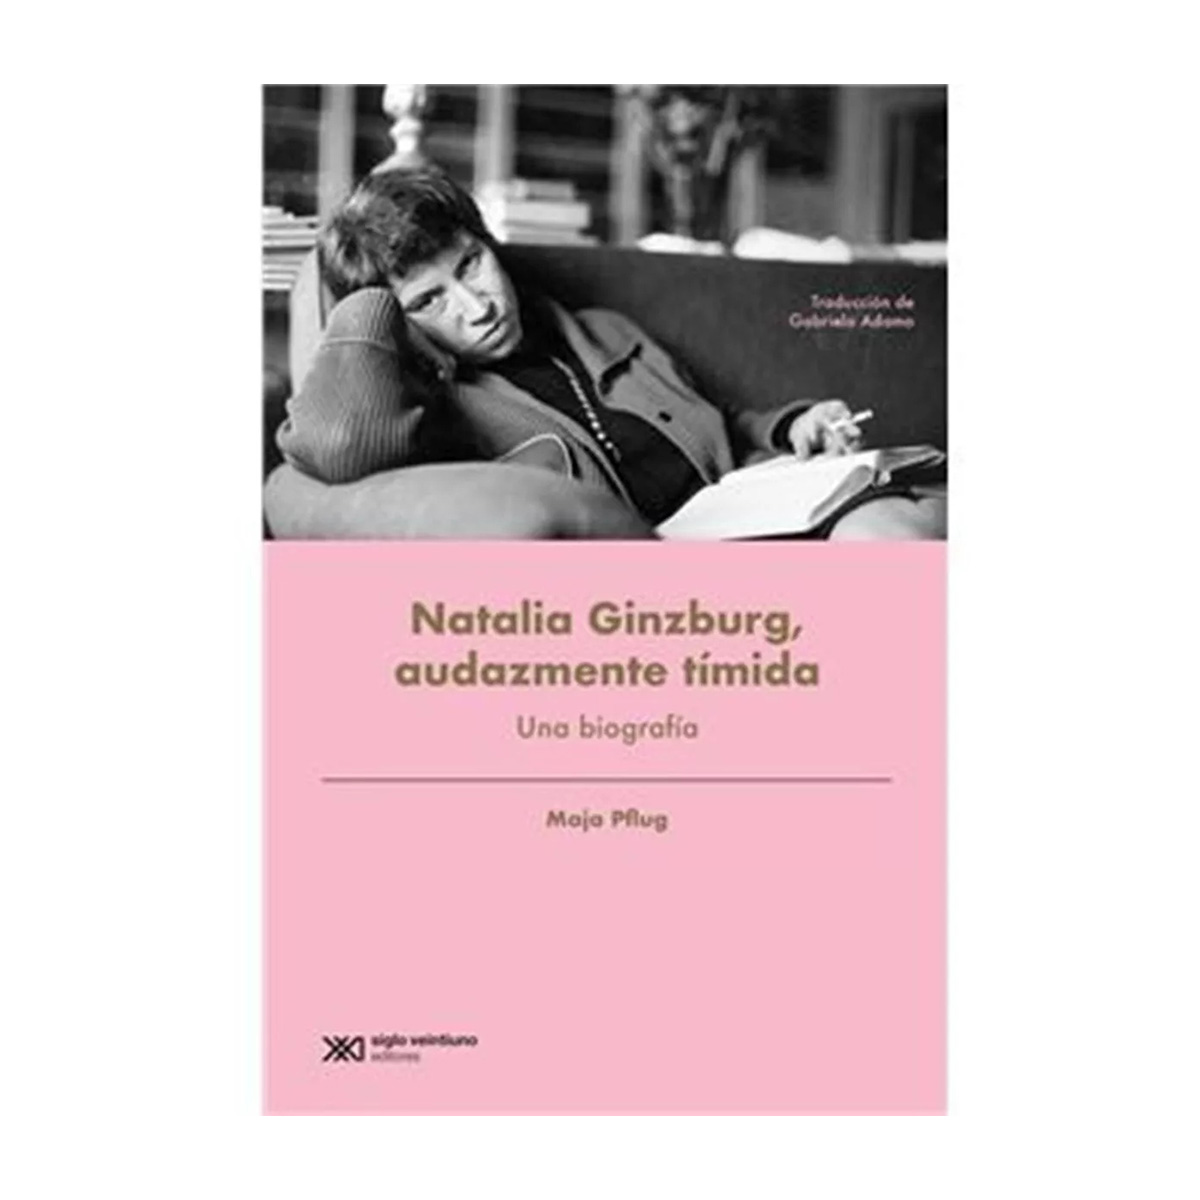 Traducción de
Gabriela Adamo
Natalia Ginzburg,
audazmente tímida
Una biografía
Maja Pflug
siglo veintiuno
editores